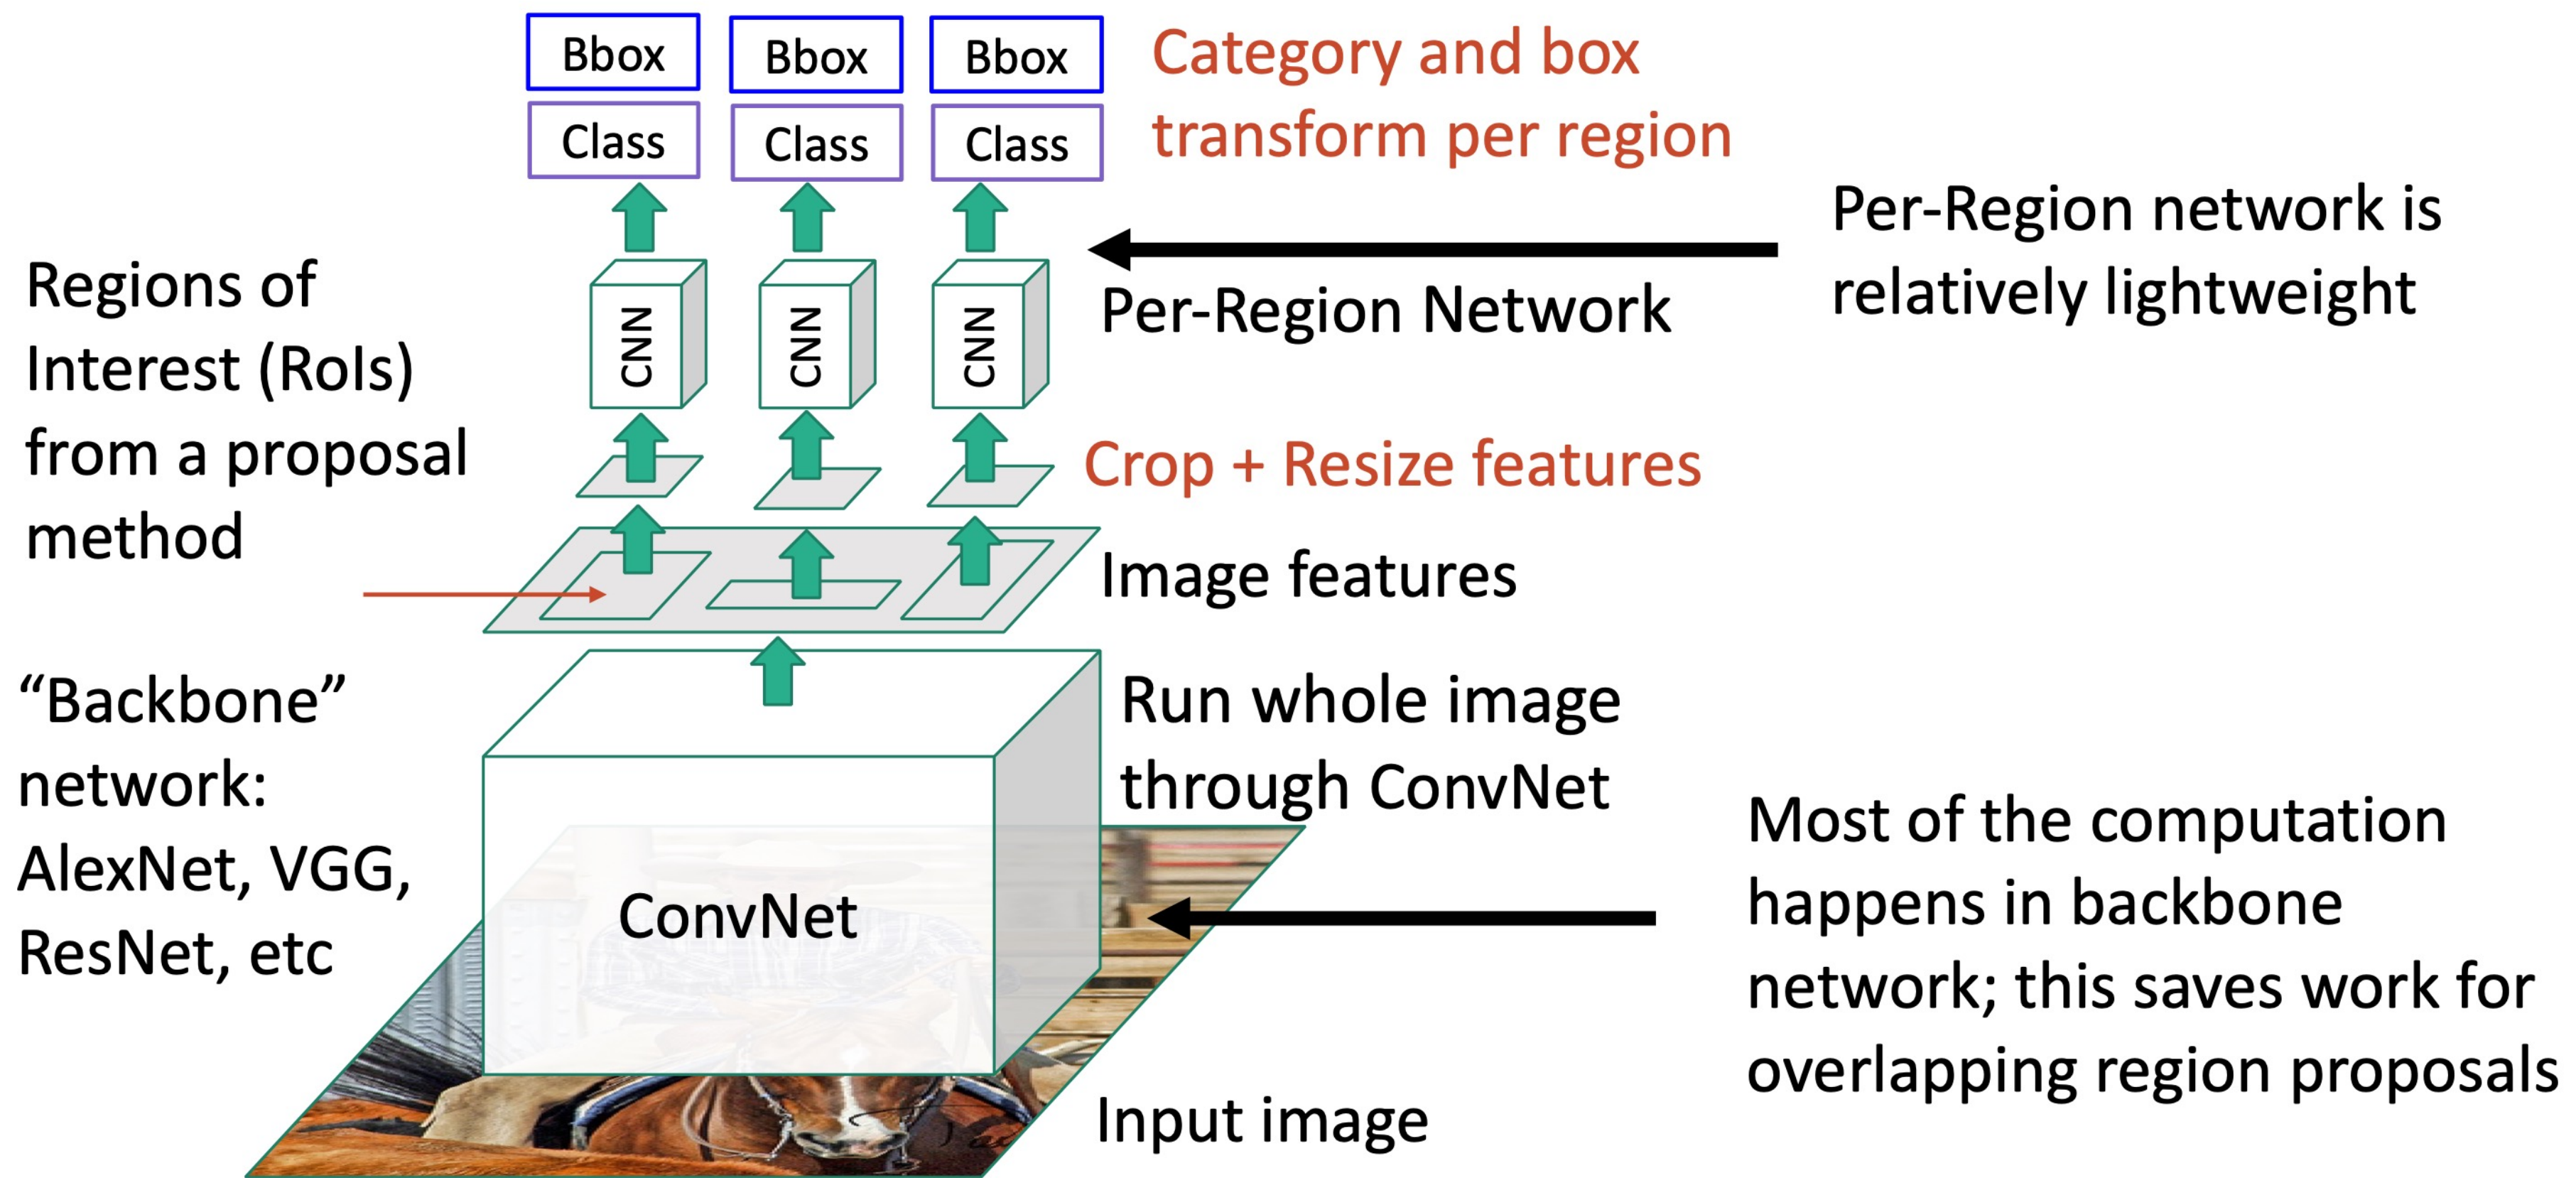 Bbox
Bbox
Bbox
Class
Class
Class
Category and box
transform per region
Per-Region network is
relatively lightweight
Per-Region Network
CNN
CNN
CNN
Regions of
Interest (RoIs)
from a proposal
method
Crop + Resize features
Image features
"Backbone"
network:
AlexNet, VGG,
ResNet, etc
Run whole image
through ConvNet
ConvNet
Most of the computation
happens in backbone
network; this saves work for
overlapping region proposals
Input image